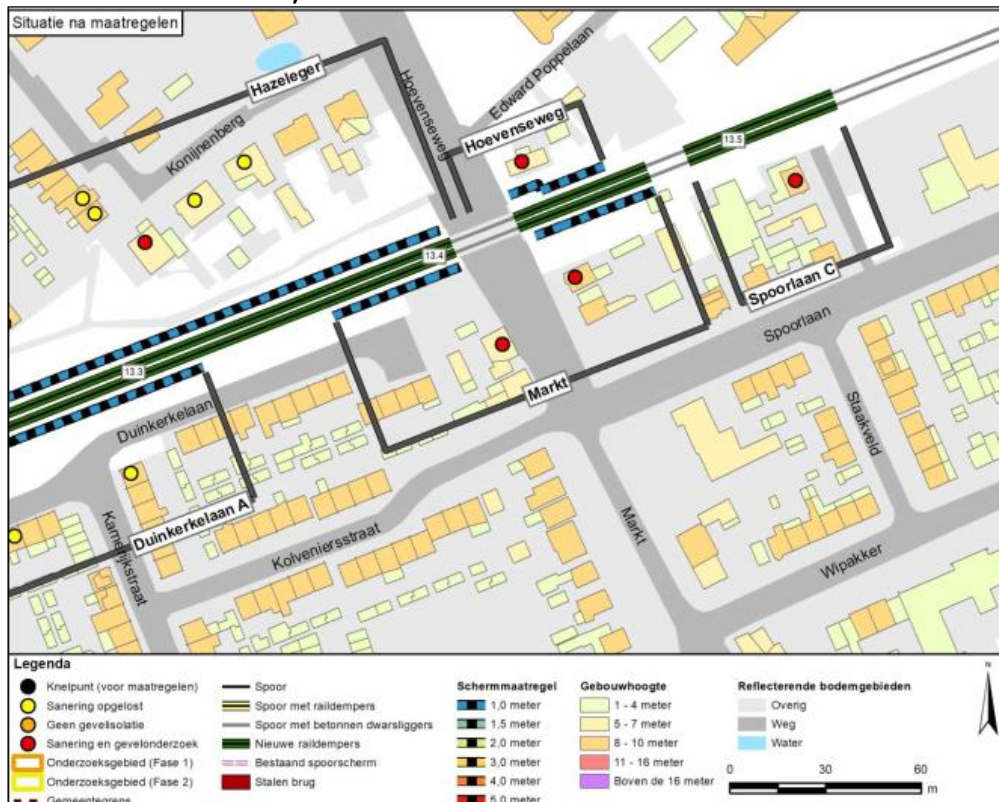 Situatie na maatregelen
Hazeleger
Konijnenberg
Hoevenseweg
Edward Poppelaan
Hoevenseweg
13.5
13.4
13.3
Spoorlaan C
Spoorlaan
Markt
Duinkerkelaan
Staakveld
Duinkerkelaan A
Kamerijkstraat
Kolveniersstraat
Markt
Wipakker
Legenda
Knelpunt (voor maatregelen)
Sanering opgelost
Geen gevelisolatie
Sanering en gevelonderzoek
Onderzoeksgebied (Fase 1)
Onderzoeksgebied (Fase 2)
Gemeentegrens
Spoor
Spoor met raildempers
Spoor met betonnen dwarsliggers
Nieuwe raildempers
Bestaand spoorscherm
Stalen brug
Schermmaatregel
1,0 meter
1,5 meter
2,0 meter
3,0 meter
4,0 meter
5,0 meter
Gebouwhoogte
1 - 4 meter
5 - 7 meter
8 - 10 meter
11 - 16 meter
Boven de 16 meter
Reflecterende bodemgebieden
Overig
Weg
Water
N
0 30 60
m